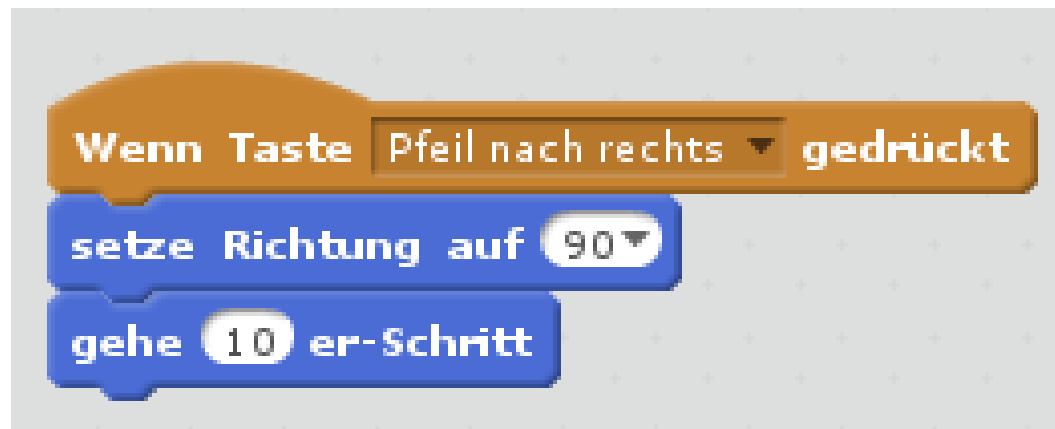 Wenn Taste Pfeil nach rechts gedrückt
setze Richtung auf 90
gehe 10 er-Schritt